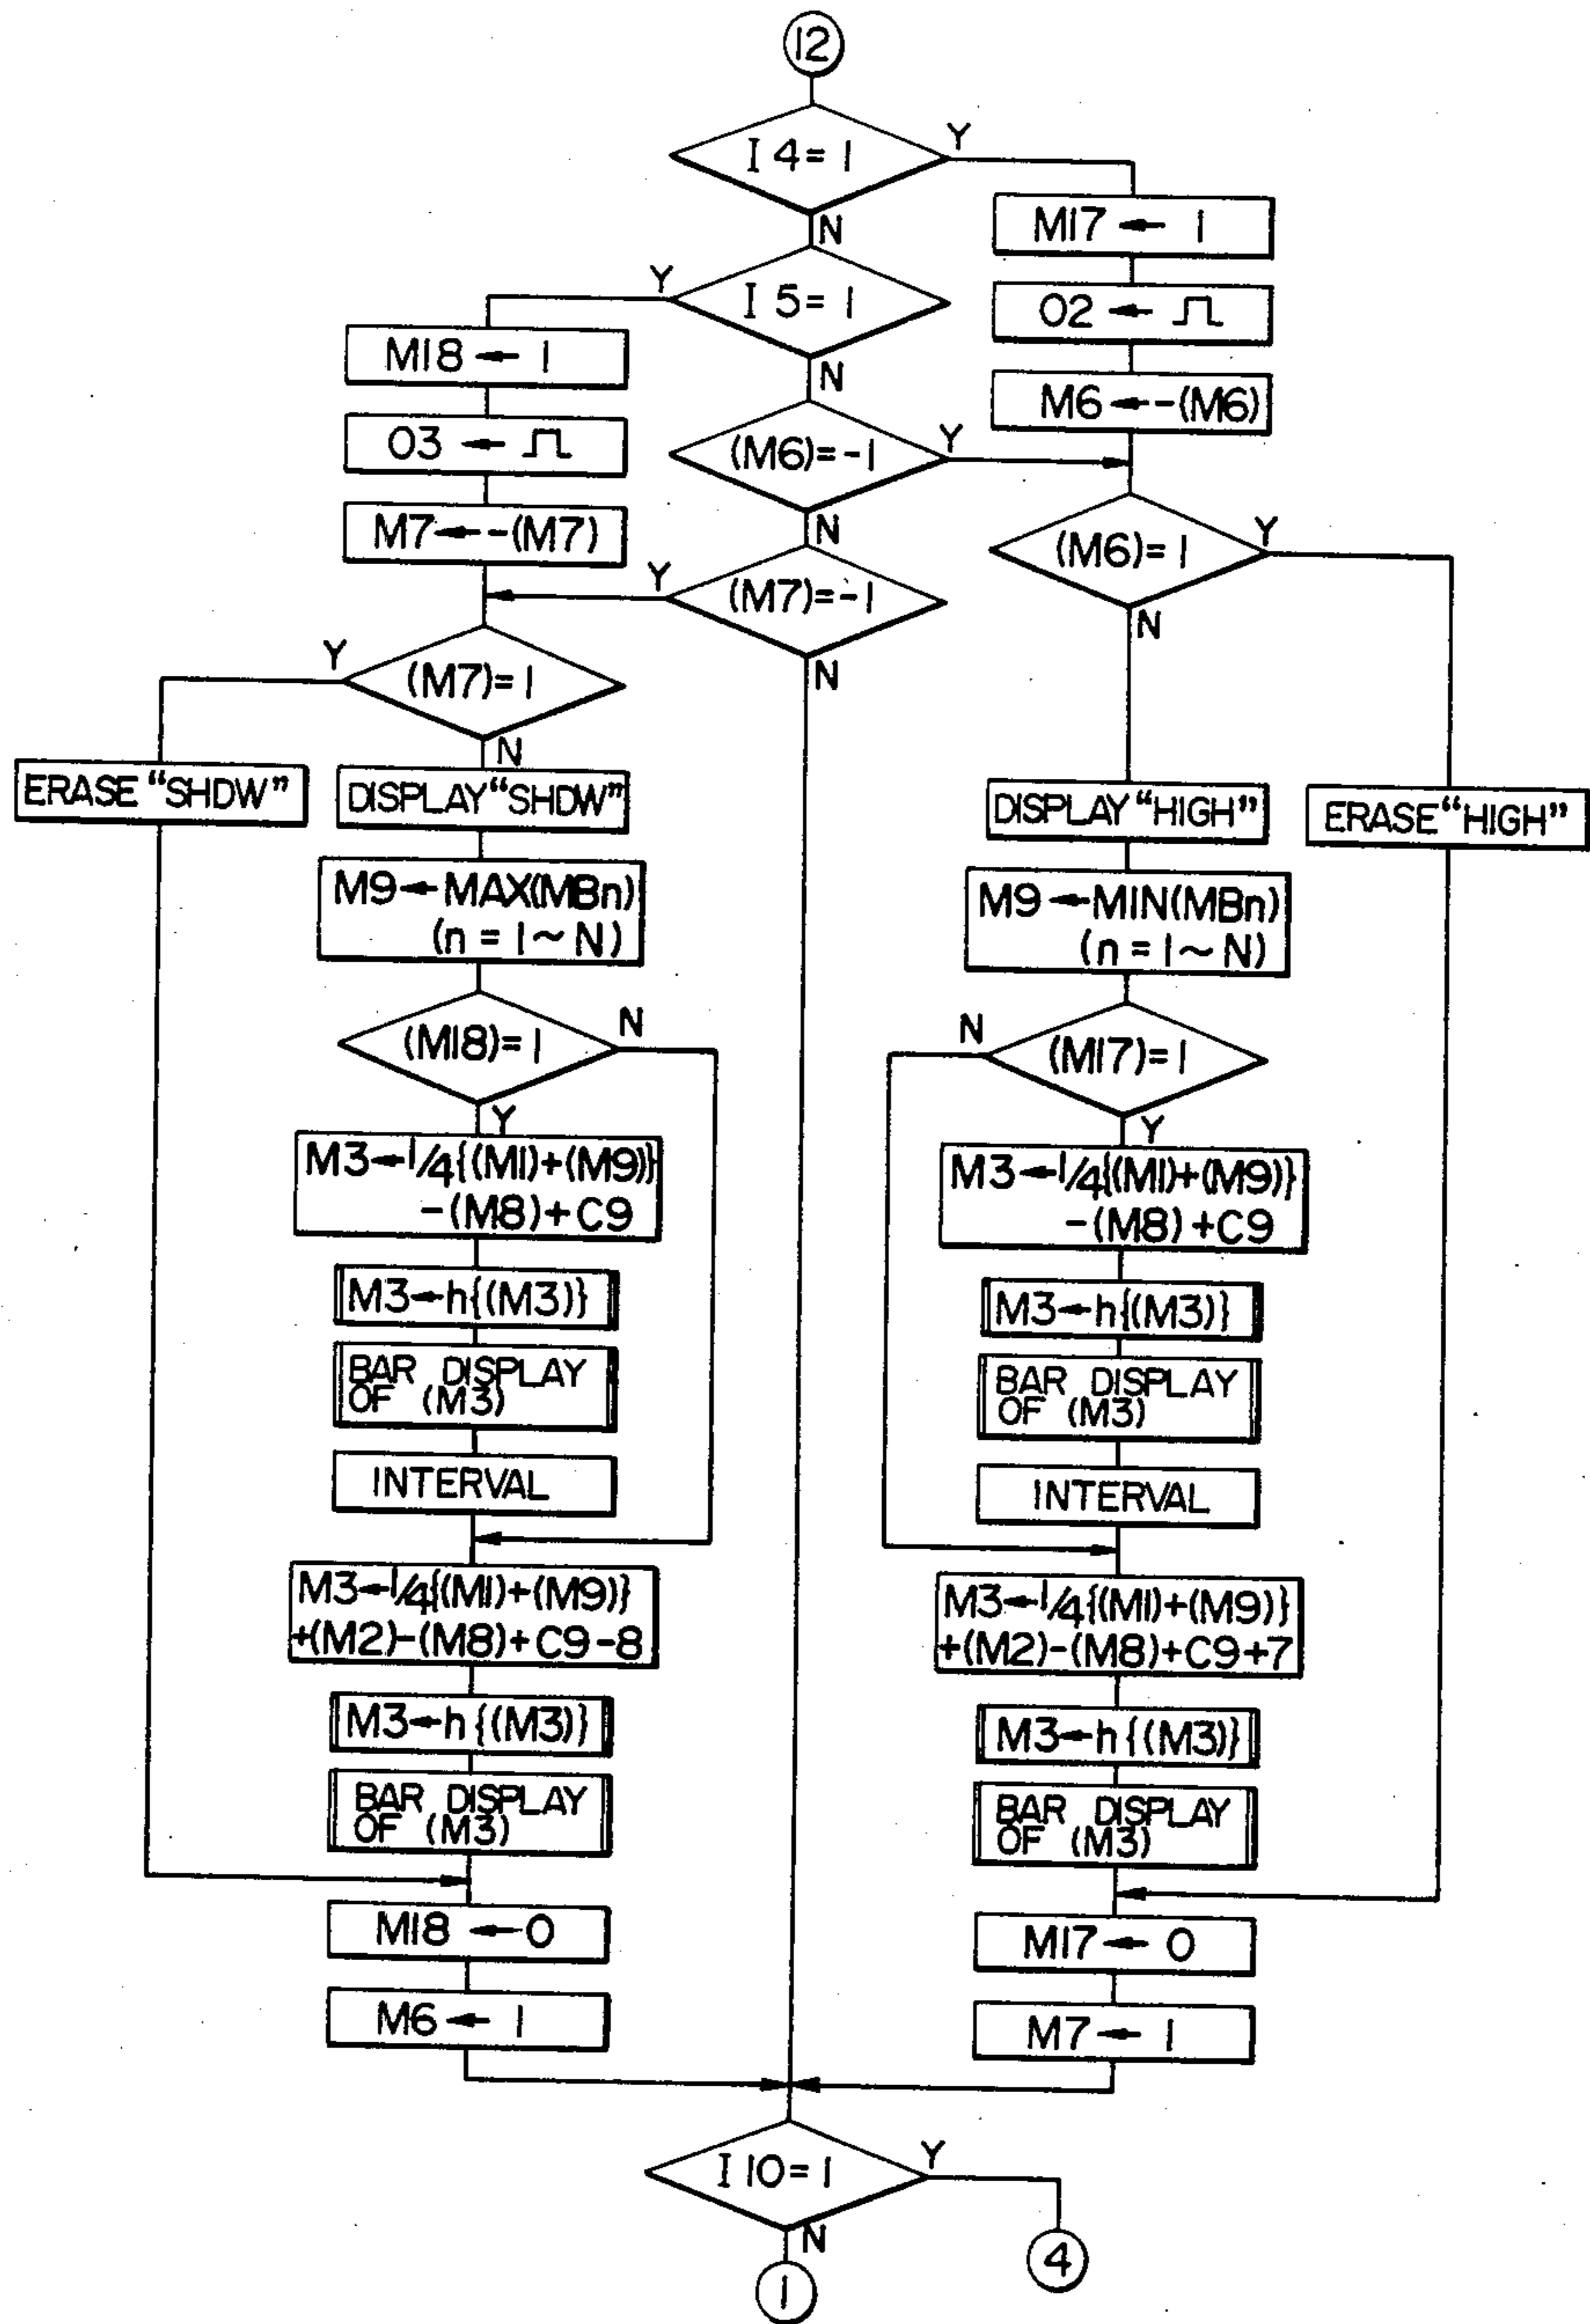 12
I 4 = 1
Y
N
M17 ← 1
I 5 = 1
Y
N
O2 ← ⎍
M18 ← 1
M6 ← -(M6)
O3 ← ⎍
(M6) = -1
Y
N
M7 ← -(M7)
(M6) = 1
Y
N
(M7) = -1
Y
N
(M7) = 1
Y
N
ERASE "SHDW"
DISPLAY "SHDW"
DISPLAY "HIGH"
ERASE "HIGH"
M9 ← MAX(MBn)
(n = 1 ~ N)
M9 ← MIN(MBn)
(n = 1 ~ N)
(M18) = 1
N
Y
(M17) = 1
N
Y
M3 ← 1/4{(M1)+(M9)}
-(M8)+C9
M3 ← 1/4{(M1)+(M9)}
-(M8)+C9
M3 ← h{(M3)}
M3 ← h{(M3)}
BAR DISPLAY
OF (M3)
BAR DISPLAY
OF (M3)
INTERVAL
INTERVAL
M3 ← 1/4{(M1)+(M9)}
+(M2)-(M8)+C9-8
M3 ← 1/4{(M1)+(M9)}
+(M2)-(M8)+C9+7
M3 ← h{(M3)}
M3 ← h{(M3)}
BAR DISPLAY
OF (M3)
BAR DISPLAY
OF (M3)
M18 ← 0
M17 ← 0
M6 ← 1
M7 ← 1
I 10 = 1
Y
N
4
1